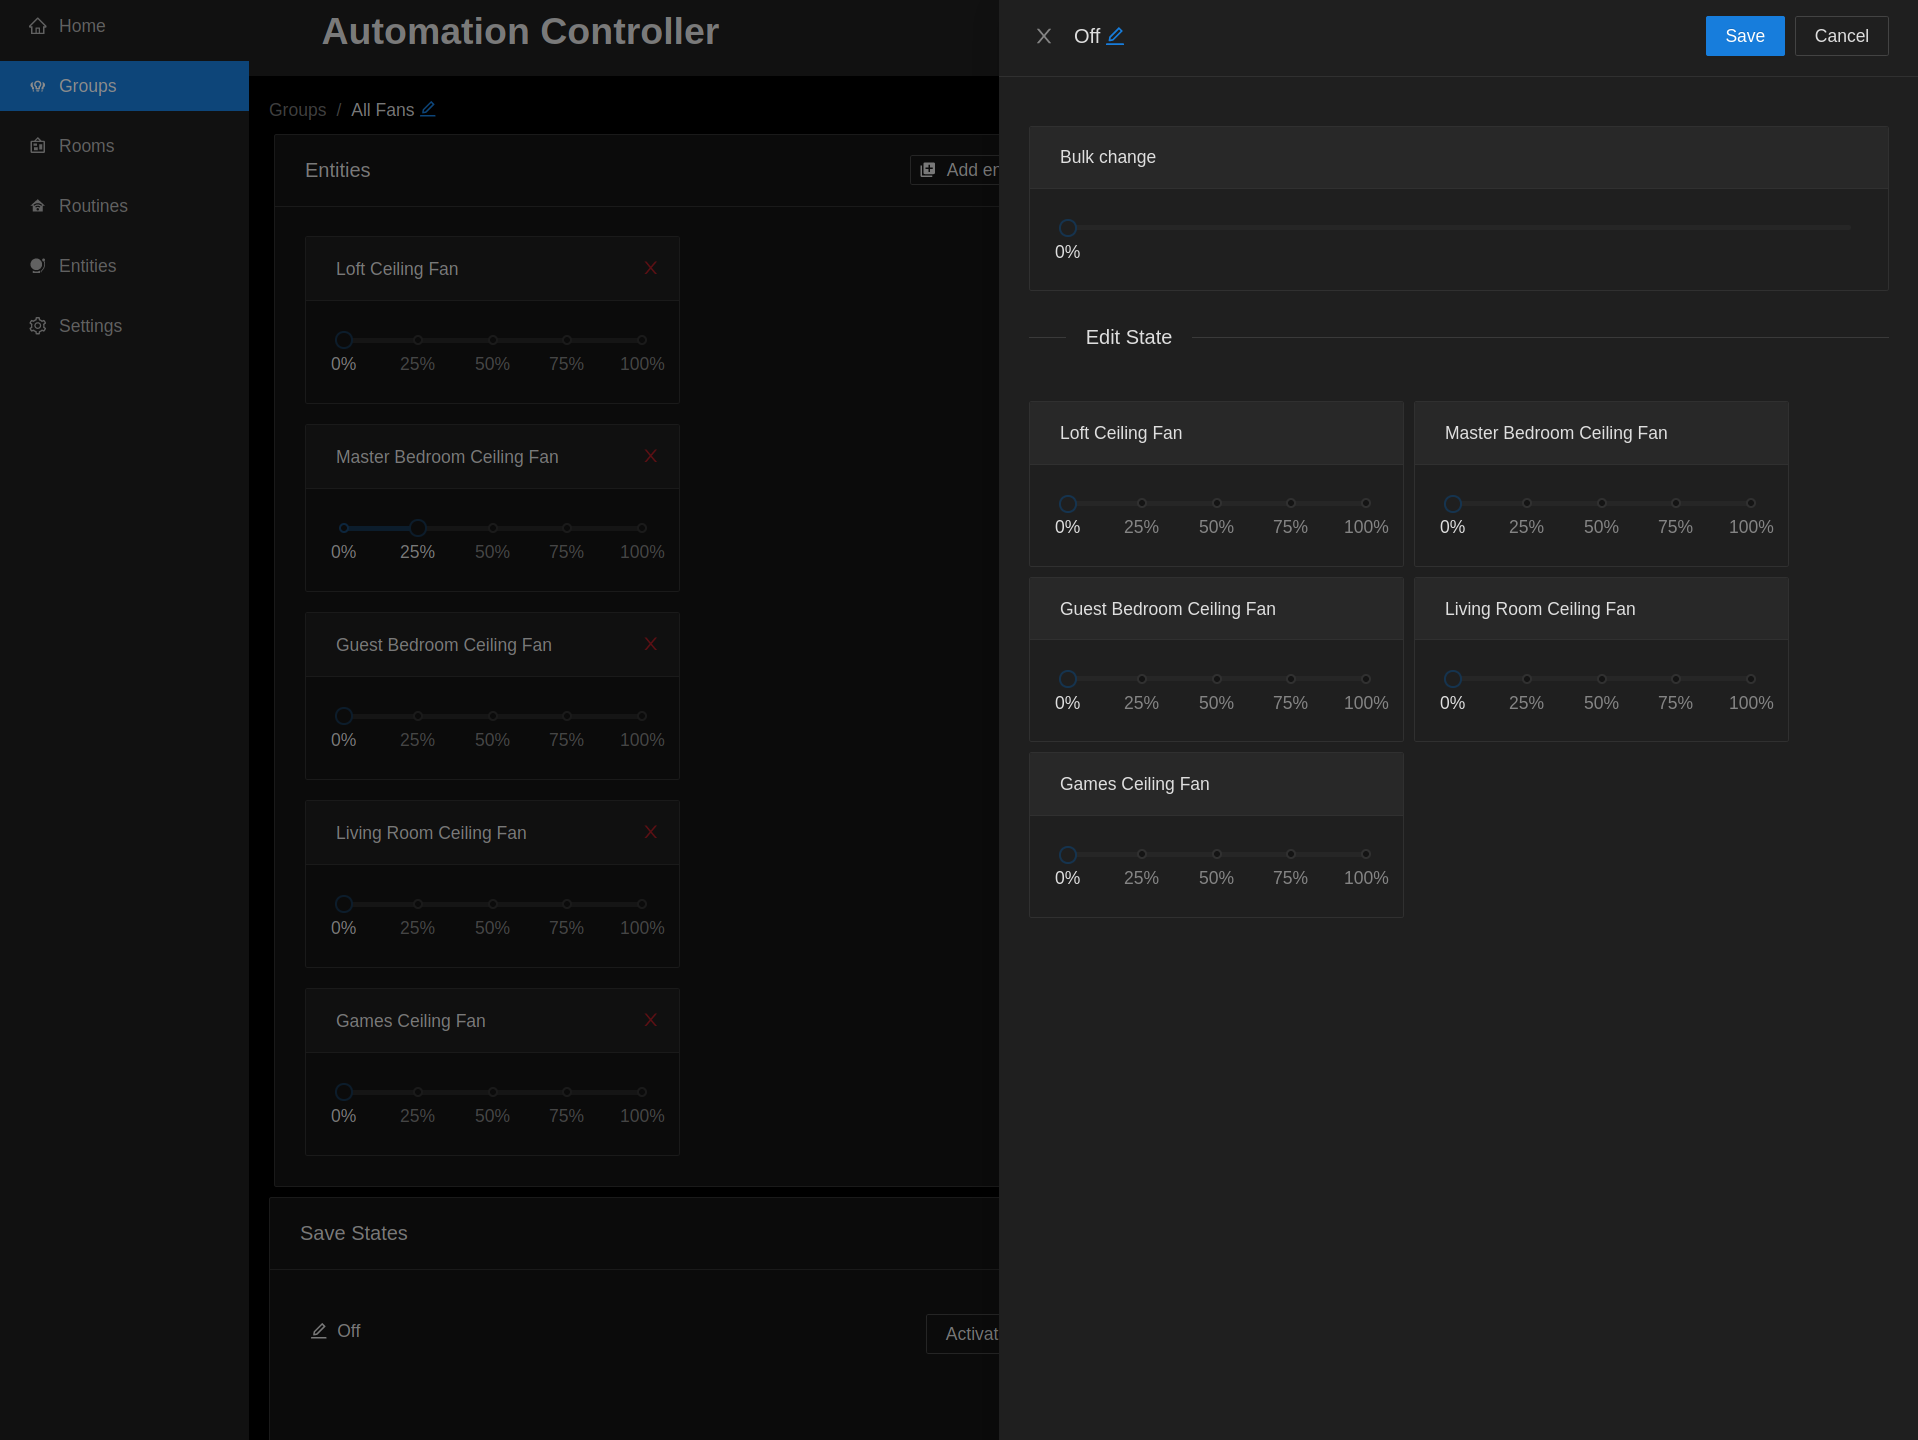 Home
Groups
Rooms
Routines
Entities
Settings
Automation Controller
Groups / All Fans
Entities
Add en
Loft Ceiling Fan
0% 25% 50% 75% 100%
Master Bedroom Ceiling Fan
0% 25% 50% 75% 100%
Guest Bedroom Ceiling Fan
0% 25% 50% 75% 100%
Living Room Ceiling Fan
0% 25% 50% 75% 100%
Games Ceiling Fan
0% 25% 50% 75% 100%
Save States
Off
Activat
Off
Save
Cancel
Bulk change
0%
Edit State
Loft Ceiling Fan
0% 25% 50% 75% 100%
Master Bedroom Ceiling Fan
0% 25% 50% 75% 100%
Guest Bedroom Ceiling Fan
0% 25% 50% 75% 100%
Living Room Ceiling Fan
0% 25% 50% 75% 100%
Games Ceiling Fan
0% 25% 50% 75% 100%